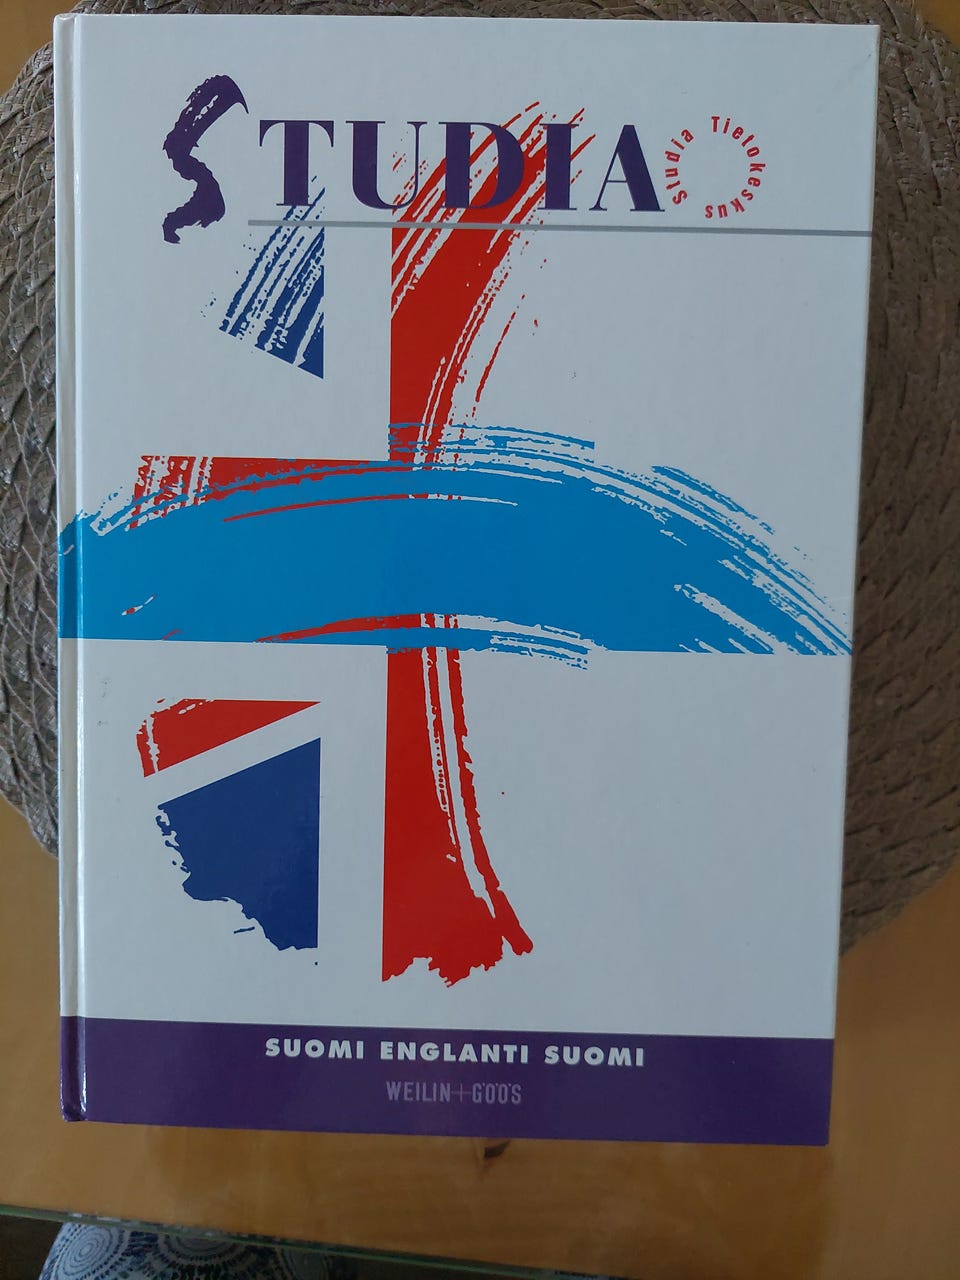 STUDIA
Studia Tietokeskus
SUOMI ENGLANTI SUOMI
WEILIN+GÖÖS